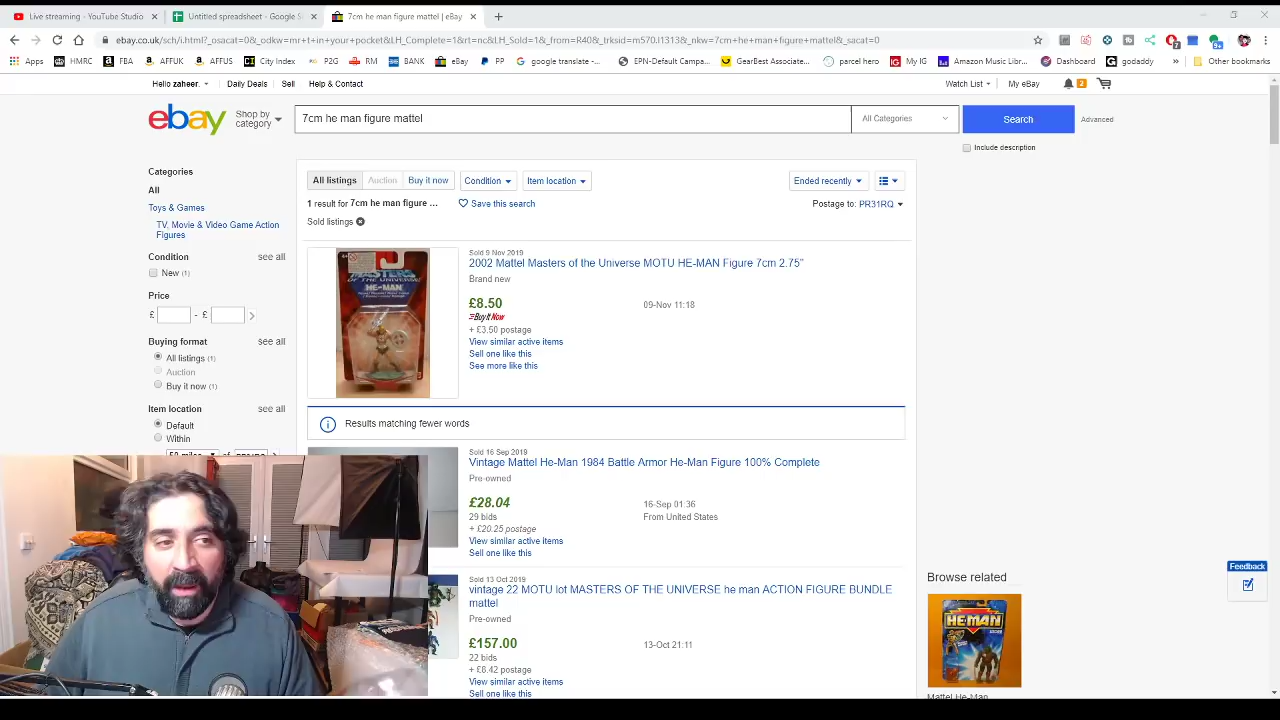 Live streaming - YouTube Studio
Untitled spreadsheet - Google S
7cm he man figure mattel | eBay
ebay.co.uk/sch/i.html?_osacat=0&_odkw=mr+t+in+your+pocket&LH_Complete=1&rt=nc&LH_Sold=1&_from=R40&_trksid=m570.l1313&_nkw=7cm+he+man+figure+mattel&_sacat=0
Apps HMRC FBA AFFUK AFFUS City Index P2G RM BANK eBay PP google translate -... EPN-Default Campa... GearBest Associate... parcel hero My IG Amazon Music Libr... Dashboard godaddy » Other bookmarks
Hello zaheer. Daily Deals Sell Help & Contact
Watch List My eBay 2
ebay
Shop by
category
7cm he man figure mattel
All Categories
Search
Advanced
Include description
Categories
All
Toys & Games
TV, Movie & Video Game Action
Figures
Condition see all
New (1)
Price
£ - £
Buying format see all
All listings (1)
Auction
Buy it now (1)
Item location see all
Default
Within
All listings Auction Buy it now Condition Item location Ended recently
1 result for 7cm he man figure ... Save this search Postage to: PR31RQ
Sold listings
MASTERS
OF THE UNIVERSE
HE-MAN
Sold 9 Nov 2019
2002 Mattel Masters of the Universe MOTU HE-MAN Figure 7cm 2.75"
Brand new
£8.50 09-Nov 11:18
=Buy It Now
+ £3.50 postage
View similar active items
Sell one like this
See more like this
Results matching fewer words
Sold 16 Sep 2019
Vintage Mattel He-Man 1984 Battle Armor He-Man Figure 100% Complete
Pre-owned
£28.04 16-Sep 01:36
29 bids From United States
+ £20.25 postage
View similar active items
Sell one like this
Sold 13 Oct 2019
vintage 22 MOTU lot MASTERS OF THE UNIVERSE he man ACTION FIGURE BUNDLE
mattel
Pre-owned
£157.00 13-Oct 21:11
22 bids
+ £8.42 postage
View similar active items
Sell one like this
Feedback
Browse related
HE-MAN
Mattel He-Man